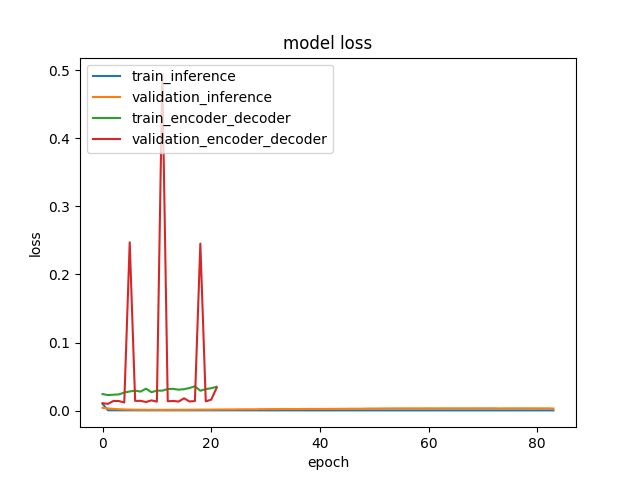 model loss
train_inference
validation_inference
train_encoder_decoder
validation_encoder_decoder
0.5
0.4
0.3
0.2
0.1
0.0
loss
0 20 40 60 80
epoch